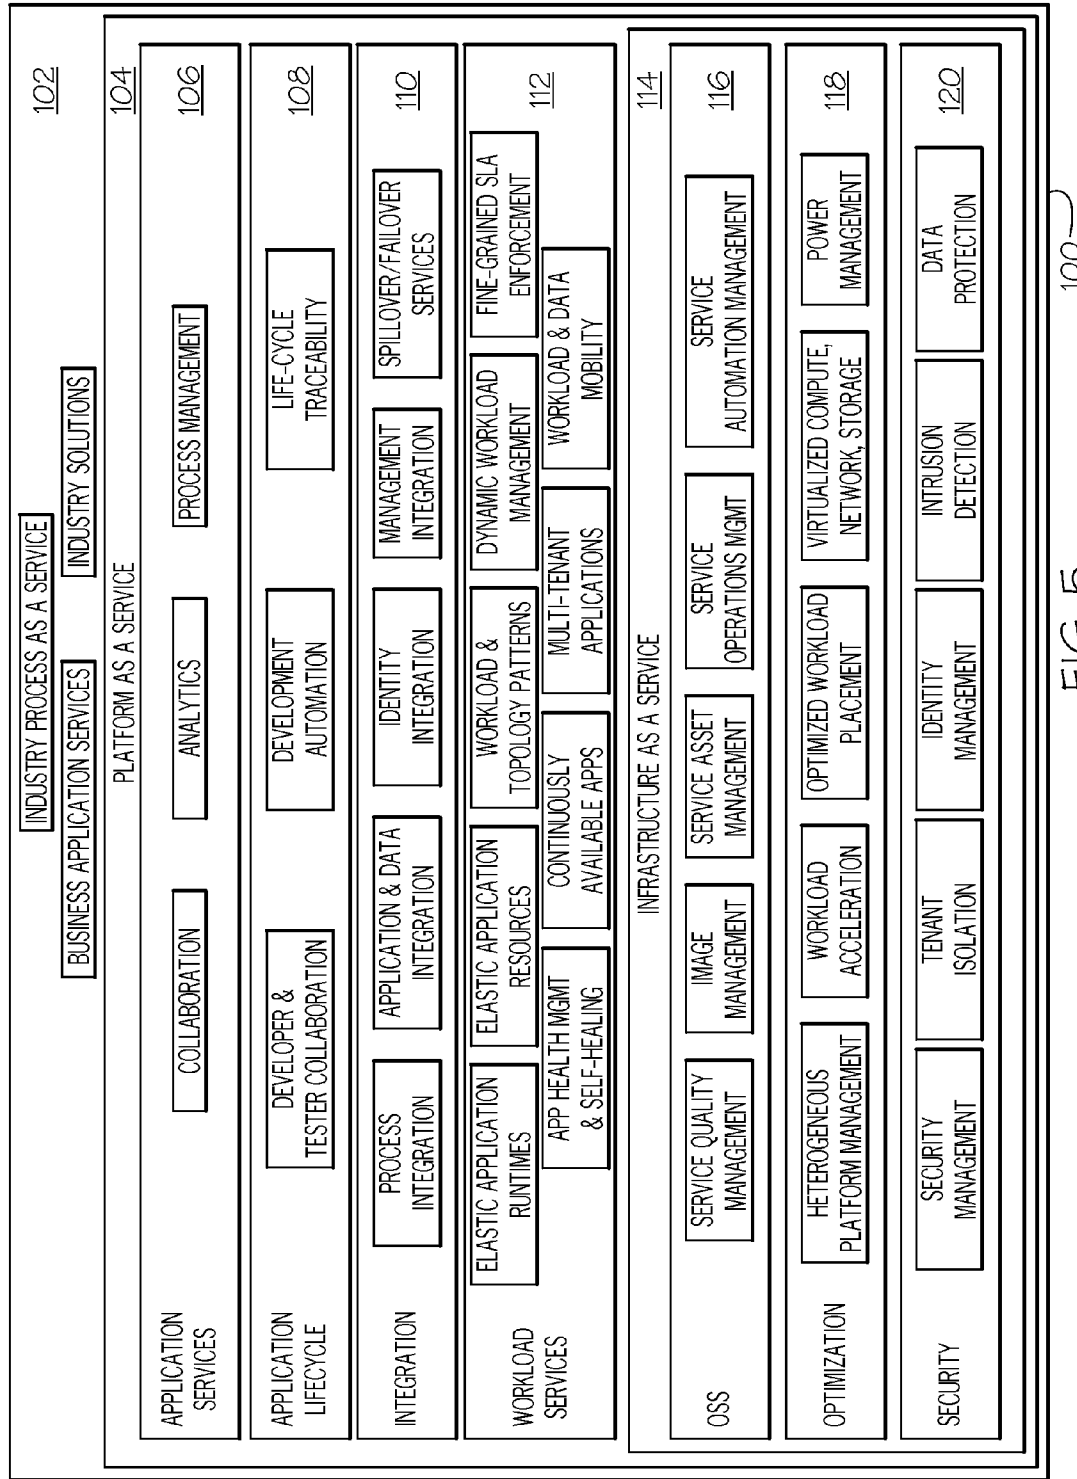 INDUSTRY PROCESS AS A SERVICE
102
BUSINESS APPLICATION SERVICES
INDUSTRY SOLUTIONS
PLATFORM AS A SERVICE
104
APPLICATION
SERVICES
COLLABORATION
ANALYTICS
PROCESS MANAGEMENT
106
APPLICATION
LIFECYCLE
DEVELOPER &
TESTER COLLABORATION
DEVELOPMENT
AUTOMATION
LIFE-CYCLE
TRACEABILITY
108
INTEGRATION
PROCESS
INTEGRATION
APPLICATION & DATA
INTEGRATION
IDENTITY
INTEGRATION
MANAGEMENT
INTEGRATION
SPILLOVER/FAILOVER
SERVICES
110
WORKLOAD
SERVICES
ELASTIC APPLICATION
RUNTIMES
ELASTIC APPLICATION
RESOURCES
WORKLOAD &
TOPOLOGY PATTERNS
DYNAMIC WORKLOAD
MANAGEMENT
FINE-GRAINED SLA
ENFORCEMENT
112
APP HEALTH MGMT
& SELF-HEALING
CONTINUOUSLY
AVAILABLE APPS
MULTI-TENANT
APPLICATIONS
WORKLOAD & DATA
MOBILITY
INFRASTRUCTURE AS A SERVICE
114
OSS
SERVICE QUALITY
MANAGEMENT
IMAGE
MANAGEMENT
SERVICE ASSET
MANAGEMENT
SERVICE
OPERATIONS MGMT
SERVICE
AUTOMATION MANAGEMENT
116
OPTIMIZATION
HETEROGENEOUS
PLATFORM MANAGEMENT
WORKLOAD
ACCELERATION
OPTIMIZED WORKLOAD
PLACEMENT
VIRTUALIZED COMPUTE,
NETWORK, STORAGE
POWER
MANAGEMENT
118
SECURITY
SECURITY
MANAGEMENT
TENANT
ISOLATION
IDENTITY
MANAGEMENT
INTRUSION
DETECTION
DATA
PROTECTION
120
100
FIG. 5